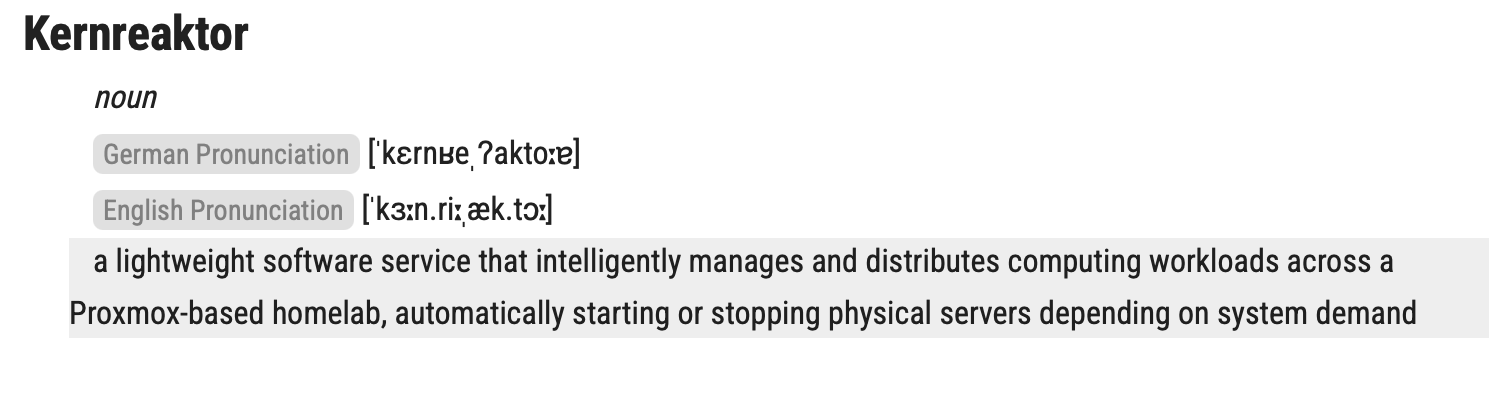 Kernreaktor
noun
German Pronunciation [ˈkɛrnʁeˌʔaktoːɐ]
English Pronunciation [ˈkɜːn.riːˌæk.tɔː]
a lightweight software service that intelligently manages and distributes computing workloads across a
Proxmox-based homelab, automatically starting or stopping physical servers depending on system demand